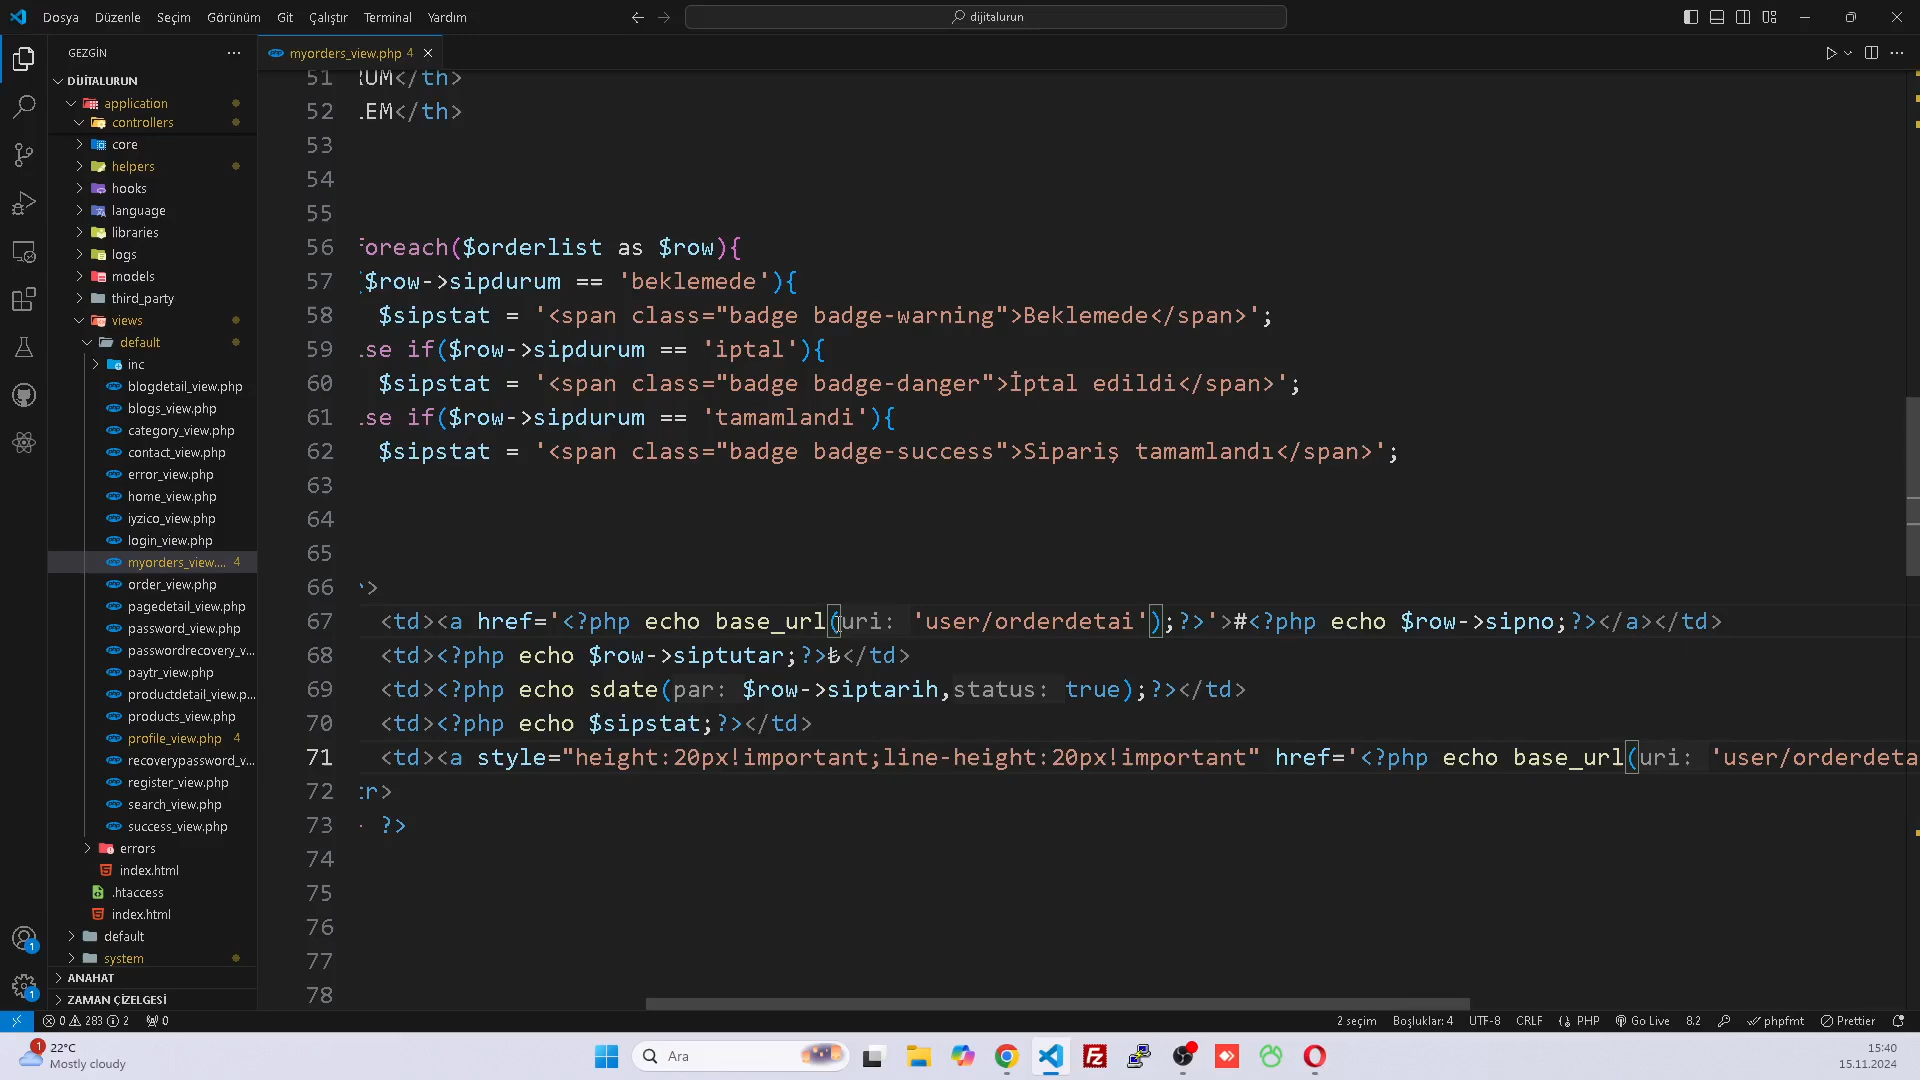 Dosya Düzenle Seçim Görünüm Git Çalıştır Terminal Yardım
dijitalurun
GEZGİN
DİJİTALURUN
application
controllers
core
helpers
hooks
language
libraries
logs
models
third_party
views
default
inc
blogdetail_view.php
blogs_view.php
category_view.php
contact_view.php
error_view.php
home_view.php
iyzico_view.php
login_view.php
myorders_view.... 4
order_view.php
pagedetail_view.php
password_view.php
passwordrecovery_v...
paytr_view.php
productdetail_view.p...
products_view.php
profile_view.php 4
recoverypassword_v...
register_view.php
search_view.php
success_view.php
errors
index.html
.htaccess
index.html
default
system
ANAHAT
ZAMAN ÇİZELGESİ
myorders_view.php 4
51 UM</th>
52 EM</th>
53
54
55
56 foreach($orderlist as $row){
57 ($row->sipdurum == 'beklemede'){
58 $sipstat = '<span class="badge badge-warning">Beklemede</span>';
59 se if($row->sipdurum == 'iptal'){
60 $sipstat = '<span class="badge badge-danger">İptal edildi</span>';
61 se if($row->sipdurum == 'tamamlandi'){
62 $sipstat = '<span class="badge badge-success">Sipariş tamamlandı</span>';
63
64
65
66 >
67 <td><a href='<?php echo base_url(uri: 'user/orderdetai');?>'>#<?php echo $row->sipno;?></a></td>
68 <td><?php echo $row->siptutar;?>₺</td>
69 <td><?php echo sdate(par: $row->siptarih,status: true);?></td>
70 <td><?php echo $sipstat;?></td>
71 <td><a style="height:20px!important;line-height:20px!important" href='<?php echo base_url(uri: 'user/orderdeta
72 r>
73 ?>
74
75
76
77
78
1
1
0 283 2 0
2 seçim Boşluklar: 4 UTF-8 CRLF PHP Go Live 8.2 phpfmt Prettier
1
22°C
Mostly cloudy
Ara
15:40
15.11.2024